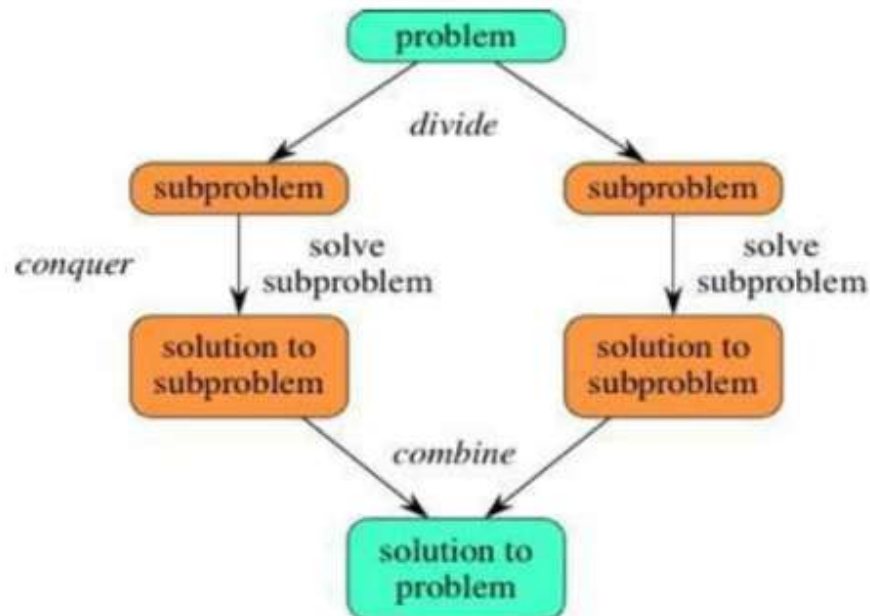 problem
divide
subproblem
subproblem
conquer
solve
subproblem
solve
subproblem
solution to
subproblem
solution to
subproblem
combine
solution to
problem